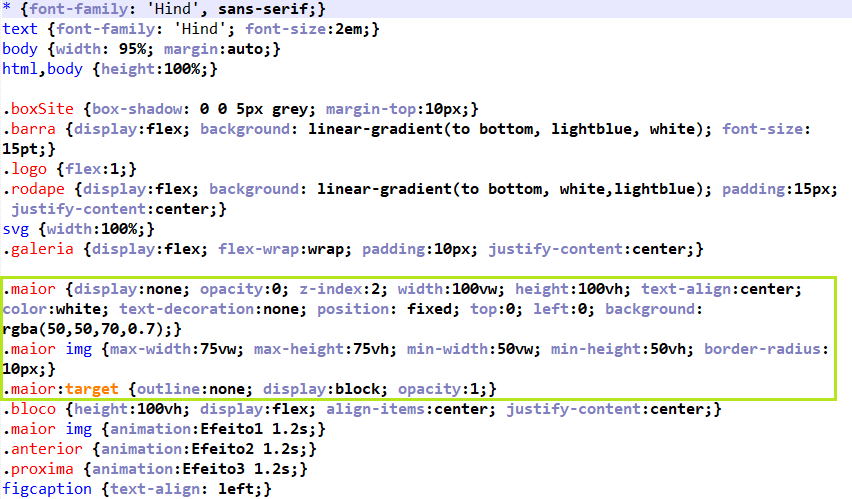 * {font-family: 'Hind', sans-serif;}
text {font-family: 'Hind'; font-size:2em;}
body {width: 95%; margin:auto;}
html,body {height:100%;}
.boxSite {box-shadow: 0 0 5px grey; margin-top:10px;}
.barra {display:flex; background: linear-gradient(to bottom, lightblue, white); font-size:
15pt;}
.logo {flex:1;}
.rodape {display:flex; background: linear-gradient(to bottom, white,lightblue); padding:15px;
justify-content:center;}
svg {width:100%;}
.galeria {display:flex; flex-wrap:wrap; padding:10px; justify-content:center;}
.maior {display:none; opacity:0; z-index:2; width:100vw; height:100vh; text-align:center;
color:white; text-decoration:none; position: fixed; top:0; left:0; background:
rgba(50,50,70,0.7);}
.maior img {max-width:75vw; max-height:75vh; min-width:50vw; min-height:50vh; border-radius:
10px;}
.maior:target {outline:none; display:block; opacity:1;}
.bloco {height:100vh; display:flex; align-items:center; justify-content:center;}
.maior img {animation:Efeito1 1.2s;}
.anterior {animation:Efeito2 1.2s;}
.proxima {animation:Efeito3 1.2s;}
figcaption {text-align: left;}